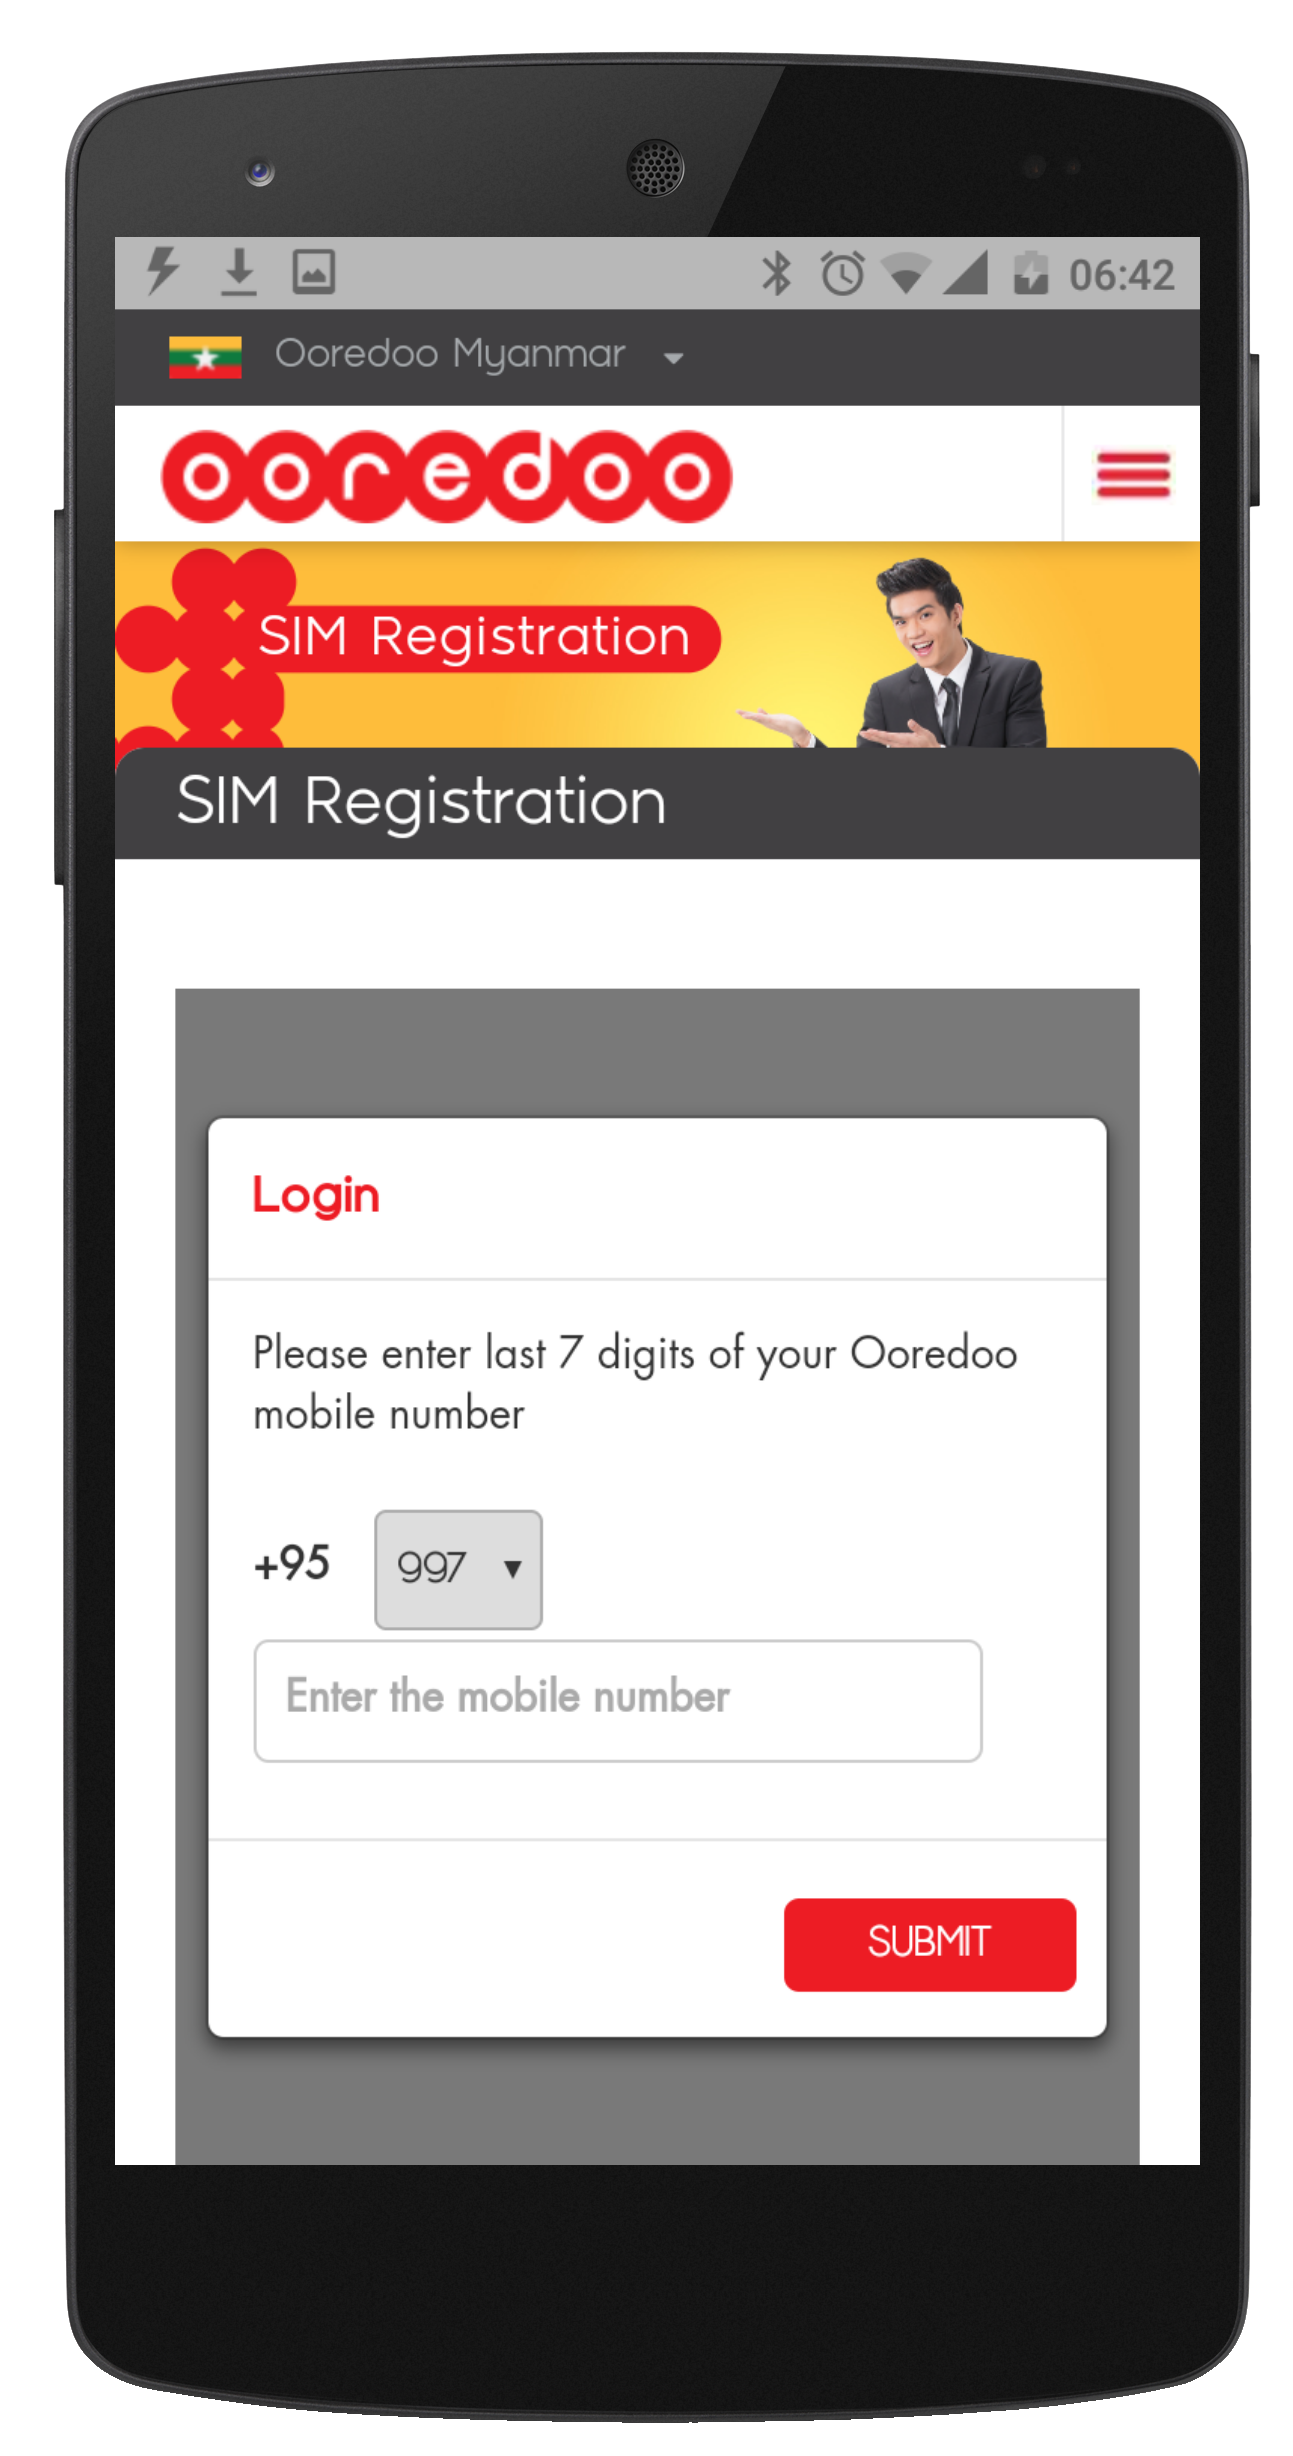 06:42
Ooredoo Myanmar
ooredoo
SIM Registration
SIM Registration
Login
Please enter last 7 digits of your Ooredoo
mobile number
+95 997
Enter the mobile number
SUBMIT